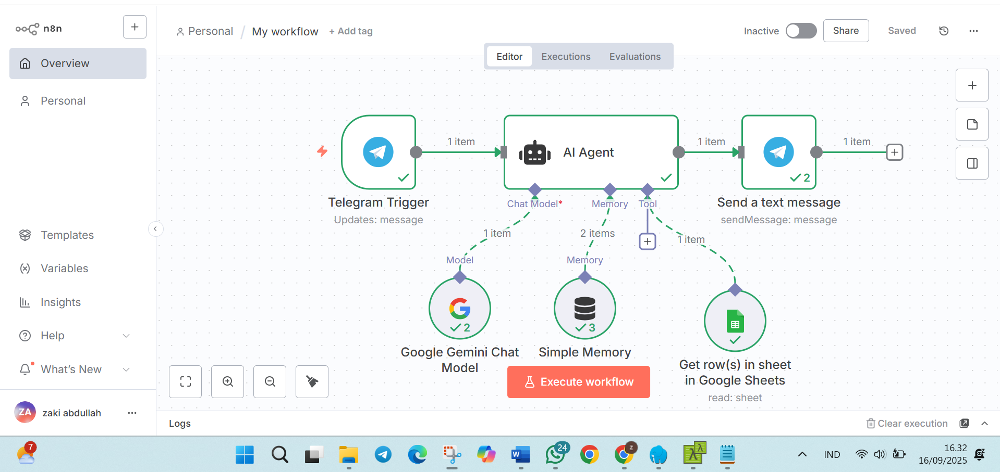 n8n
+
Overview
Personal
Templates
Variables
Insights
Help
What's New
ZA
zaki abdullah
Personal / My workflow + Add tag
Inactive
Share
Saved
Editor
Executions
Evaluations
1 item
AI Agent
1 item
1 item
2
Telegram Trigger
Updates: message
Chat Model*
Memory
Tool
Send a text message
sendMessage: message
1 item
2 items
1 item
Model
Memory
2
3
Google Gemini Chat
Model
Simple Memory
Get row(s) in sheet
in Google Sheets
read: sheet
Execute workflow
Logs
Clear execution
7
W
24
z
λ
λ
IND
16.32
16/09/2025